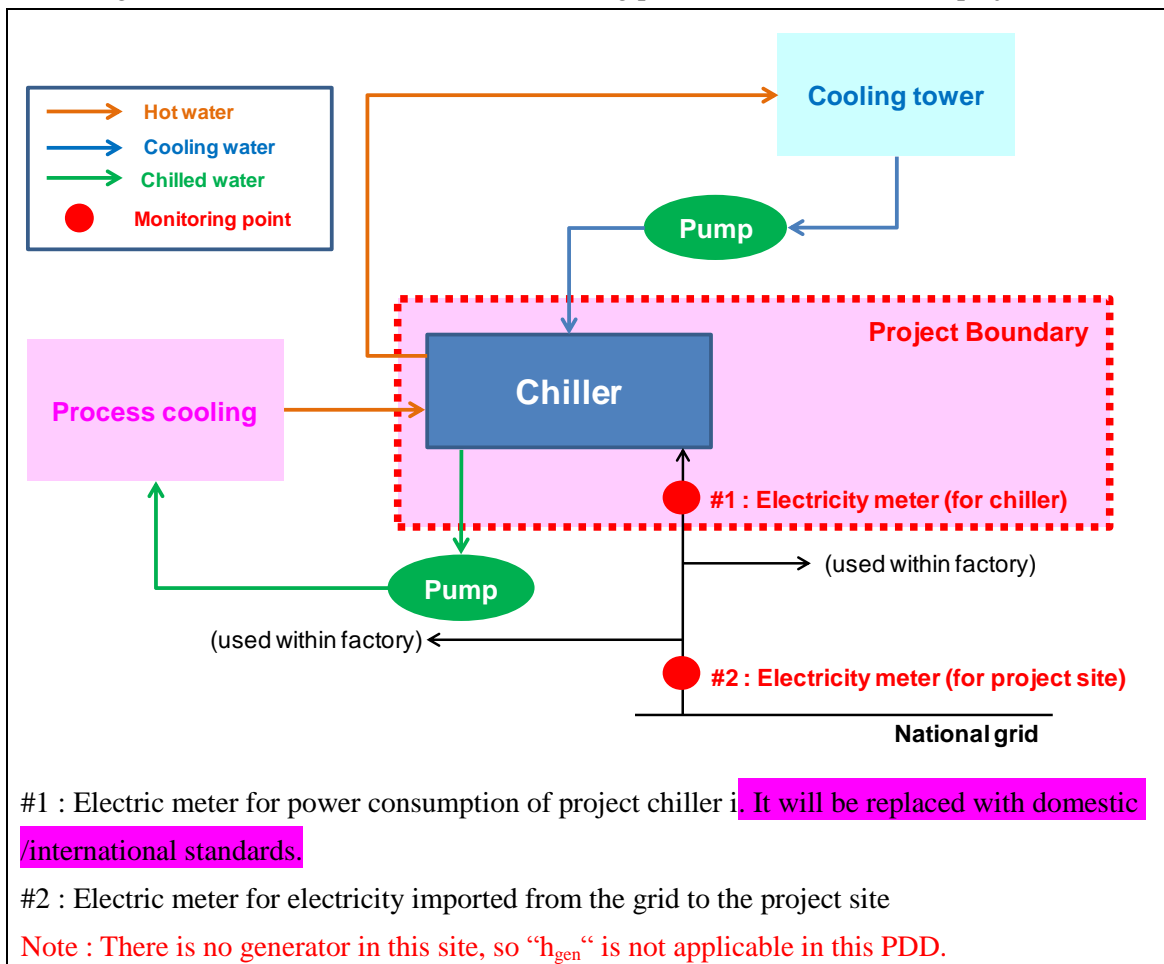 Hot water
Cooling water
Chilled water
Monitoring point
Cooling tower
Pump
Project Boundary
Chiller
Process cooling
#1 : Electricity meter (for chiller)
(used within factory)
Pump
(used within factory)
#2 : Electricity meter (for project site)
National grid
#1 : Electric meter for power consumption of project chiller i. It will be replaced with domestic
/international standards.
#2 : Electric meter for electricity imported from the grid to the project site
Note : There is no generator in this site, so “hgen“ is not applicable in this PDD.